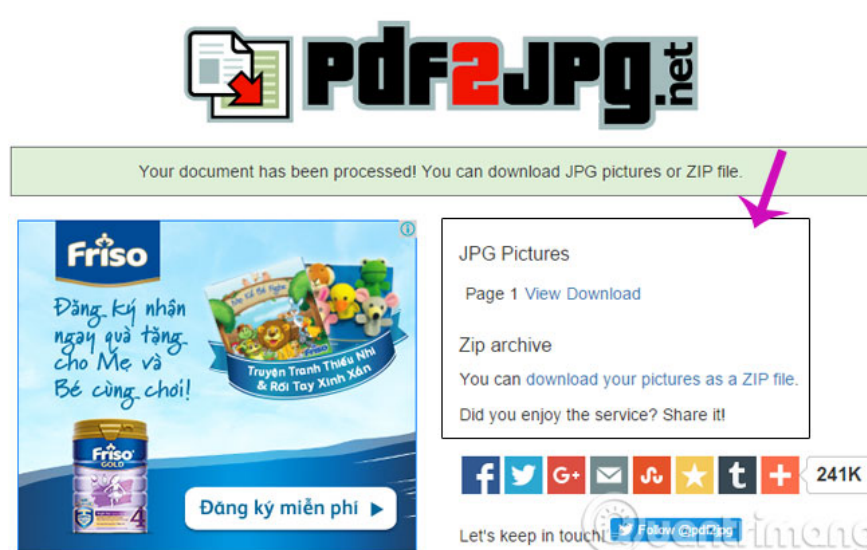 pdf2jpg.net
Your document has been processed! You can download JPG pictures or ZIP file.
Friso
Đăng ký nhận
ngay quà tặng
cho Mẹ và
Bé cùng chơi!
Truyện Tranh Thiếu Nhi
& Rối Tay Xinh Xắn
Friso
GOLD
4
Đăng ký miễn phí
JPG Pictures
Page 1 View Download
Zip archive
You can download your pictures as a ZIP file.
Did you enjoy the service? Share it!
f G+ t + 241K
Let's keep in touch! Follow @pdf2jpg
quantrimang